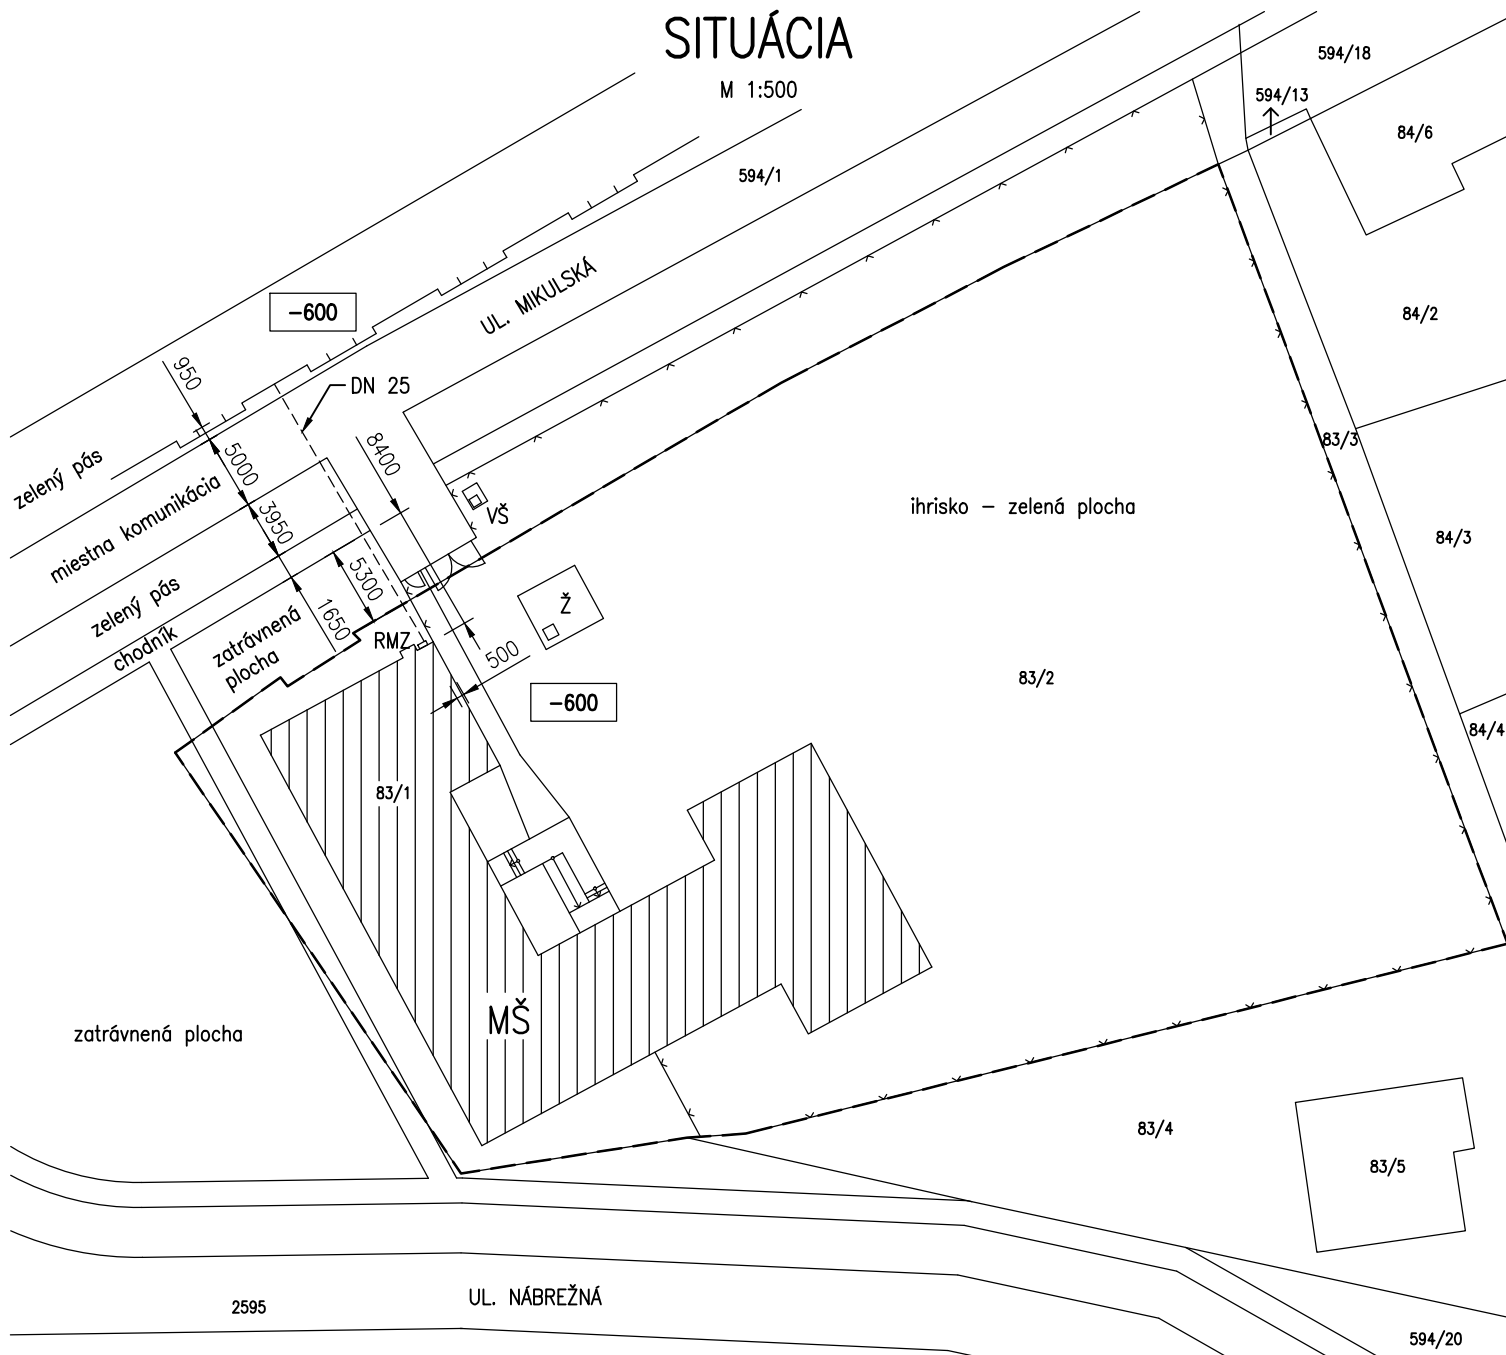 SITUÁCIA
M 1:500
594/18
594/13
84/6
594/1
UL. MIKULSKÁ
-600
84/2
950
DN 25
8400
5000
83/3
zelený pás
miestna komunikácia
3950
VŠ
ihrisko - zelená plocha
84/3
5300
zelený pás
1650
Ž
chodník
zatrávnená
plocha
RMZ
500
83/2
-600
84/4
83/1
MŠ
zatrávnená plocha
83/4
83/5
UL. NÁBREŽNÁ
2595
594/20